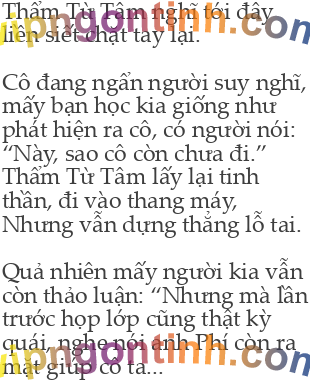 Thẩm Từ Tâm nghĩ tới đây
liền siết chặt tay lại.
Cô đang ngẩn người suy nghĩ,
mấy bạn học kia giống như
phát hiện ra cô, có người nói:
“Này, sao cô còn chưa đi.”
Thẩm Từ Tâm lấy lại tinh
thần, đi vào thang máy,
Nhưng vẫn dựng thẳng lỗ tai.
Quả nhiên mấy người kia vẫn
còn thảo luận: “Nhưng mà lần
trước họp lớp cũng thật kỳ
quái, nghe nói anh Phí còn ra
mặt giúp cô ta...
vipngontinh.com
vipngontinh.com